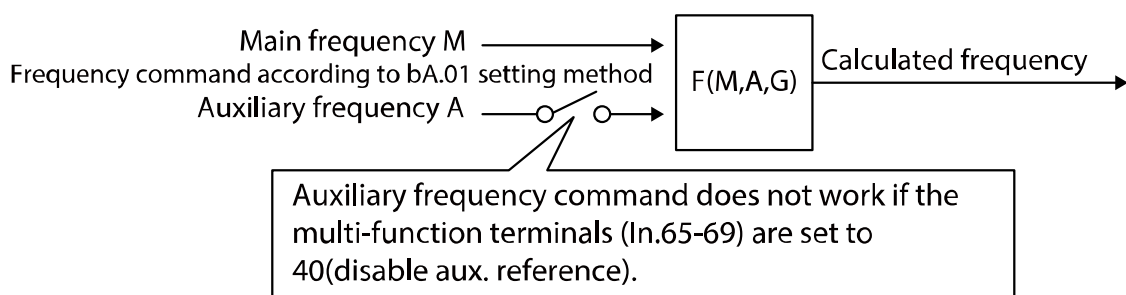 Main frequency M
Frequency command according to bA.01 setting method
Auxiliary frequency A
F(M,A,G)
Calculated frequency
Auxiliary frequency command does not work if the
multi-function terminals (In.65-69) are set to
40(disable aux. reference).